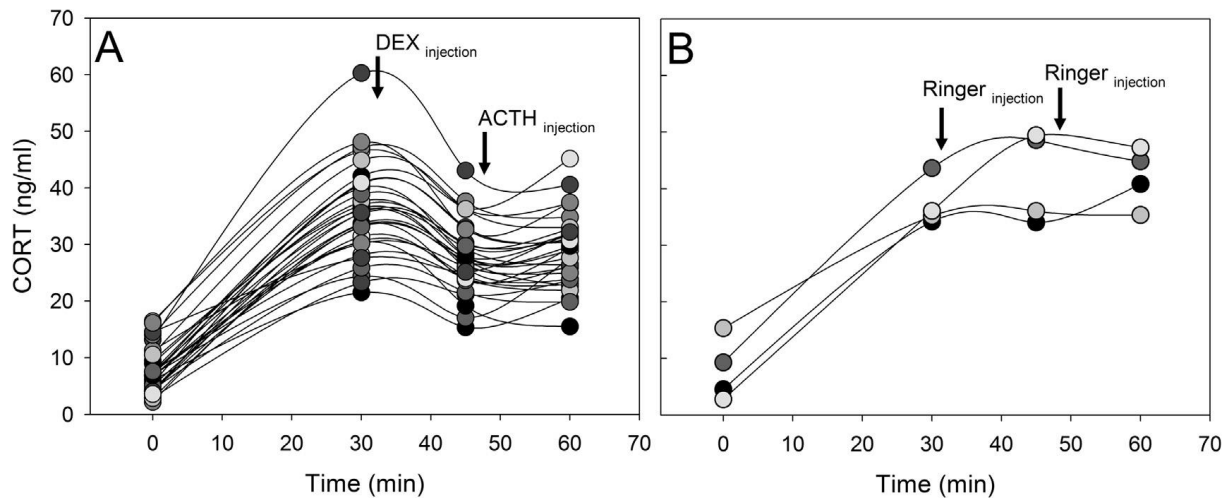 A
DEX injection
ACTH injection
70
60
50
40
30
20
10
0
CORT (ng/ml)
0 10 20 30 40 50 60 70
Time (min)
B
Ringer injection
Ringer injection
0 10 20 30 40 50 60 70
Time (min)